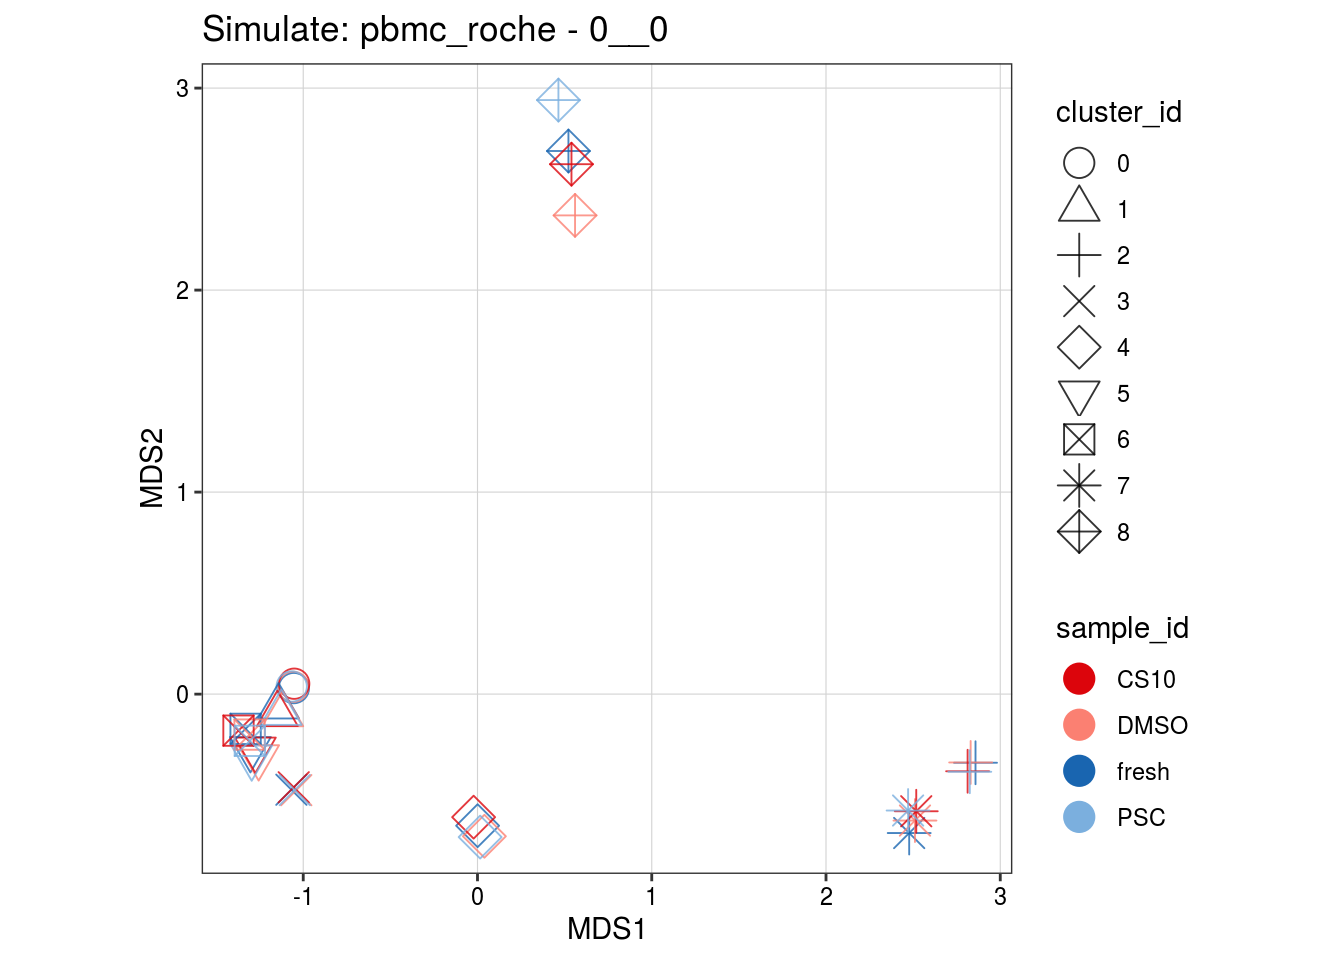 Simulate: pbmc_roche - 0__0
3
2
1
0
MDS2
-1
0
1
2
3
MDS1
cluster_id
0
1
2
3
4
5
6
7
8
sample_id
CS10
DMSO
fresh
PSC